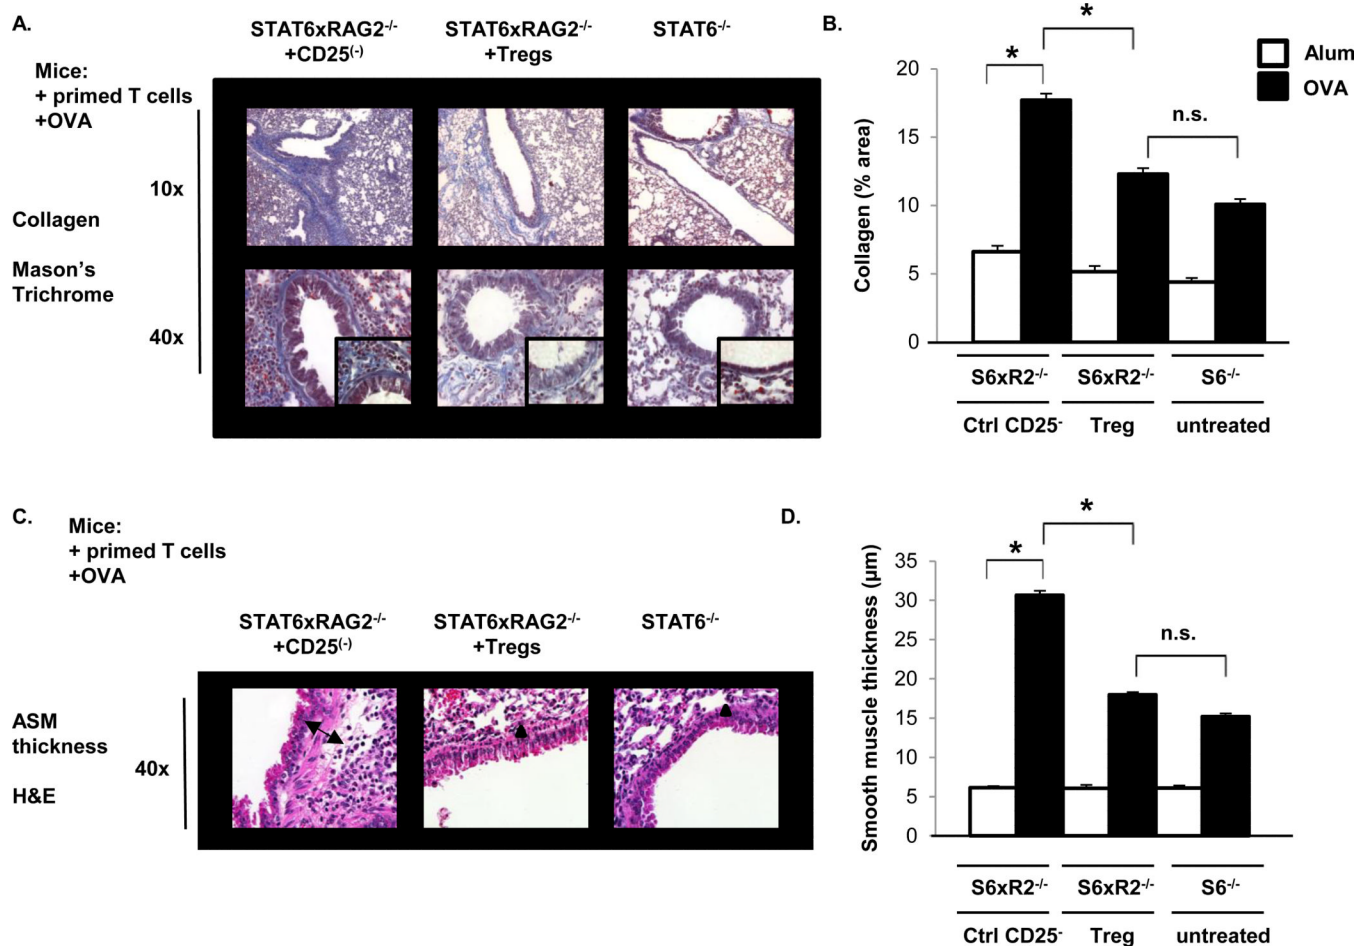 A.
STAT6xRAG2-/-
+CD25(-)
STAT6xRAG2-/-
+Tregs
STAT6-/-
Mice:
+ primed T cells
+OVA
10x
Collagen
Mason's
Trichrome
40x
B.
Alum
OVA
*
*
n.s.
Collagen (% area)
20
15
10
5
0
S6xR2-/-
S6xR2-/-
S6-/-
Ctrl CD25-
Treg
untreated
C.
Mice:
+ primed T cells
+OVA
STAT6xRAG2-/-
+CD25(-)
STAT6xRAG2-/-
+Tregs
STAT6-/-
ASM
thickness
40x
H&E
D.
*
*
n.s.
Smooth muscle thickness (µm)
35
30
25
20
15
10
5
0
S6xR2-/-
S6xR2-/-
S6-/-
Ctrl CD25-
Treg
untreated